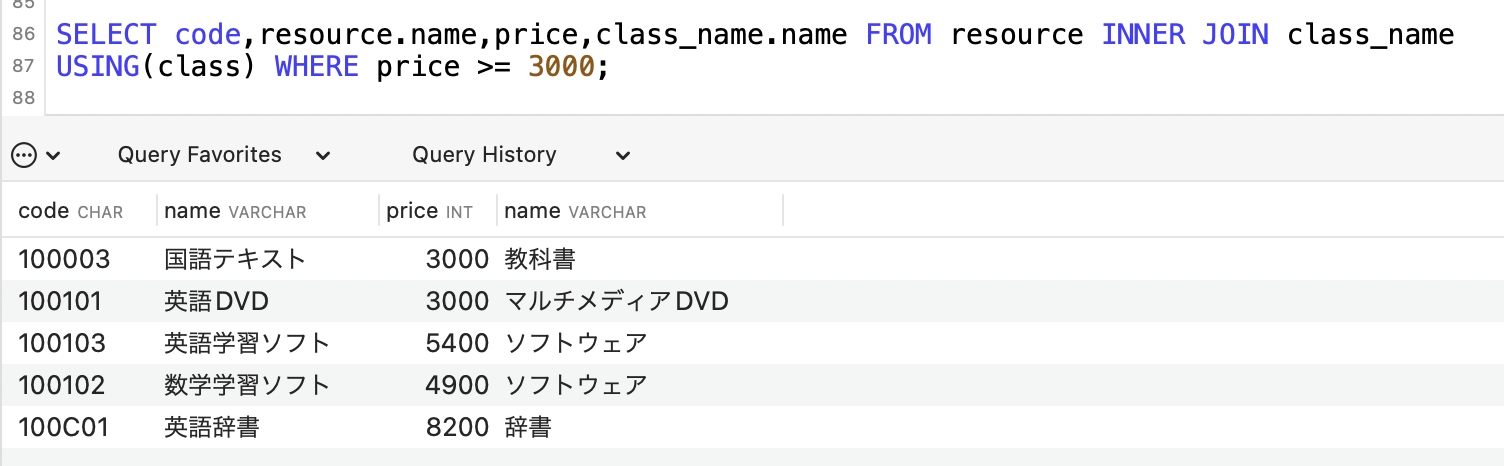 85
86 SELECT code,resource.name,price,class_name.name FROM resource INNER JOIN class_name
87 USING(class) WHERE price >= 3000;
88
Query Favorites Query History
code CHAR name VARCHAR price INT name VARCHAR
100003 国語テキスト 3000 教科書
100101 英語DVD 3000 マルチメディアDVD
100103 英語学習ソフト 5400 ソフトウェア
100102 数学学習ソフト 4900 ソフトウェア
100C01 英語辞書 8200 辞書